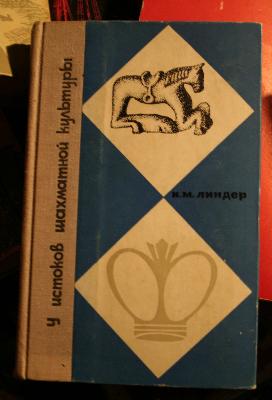 у истоков шахматной культуры
и.м. линдер